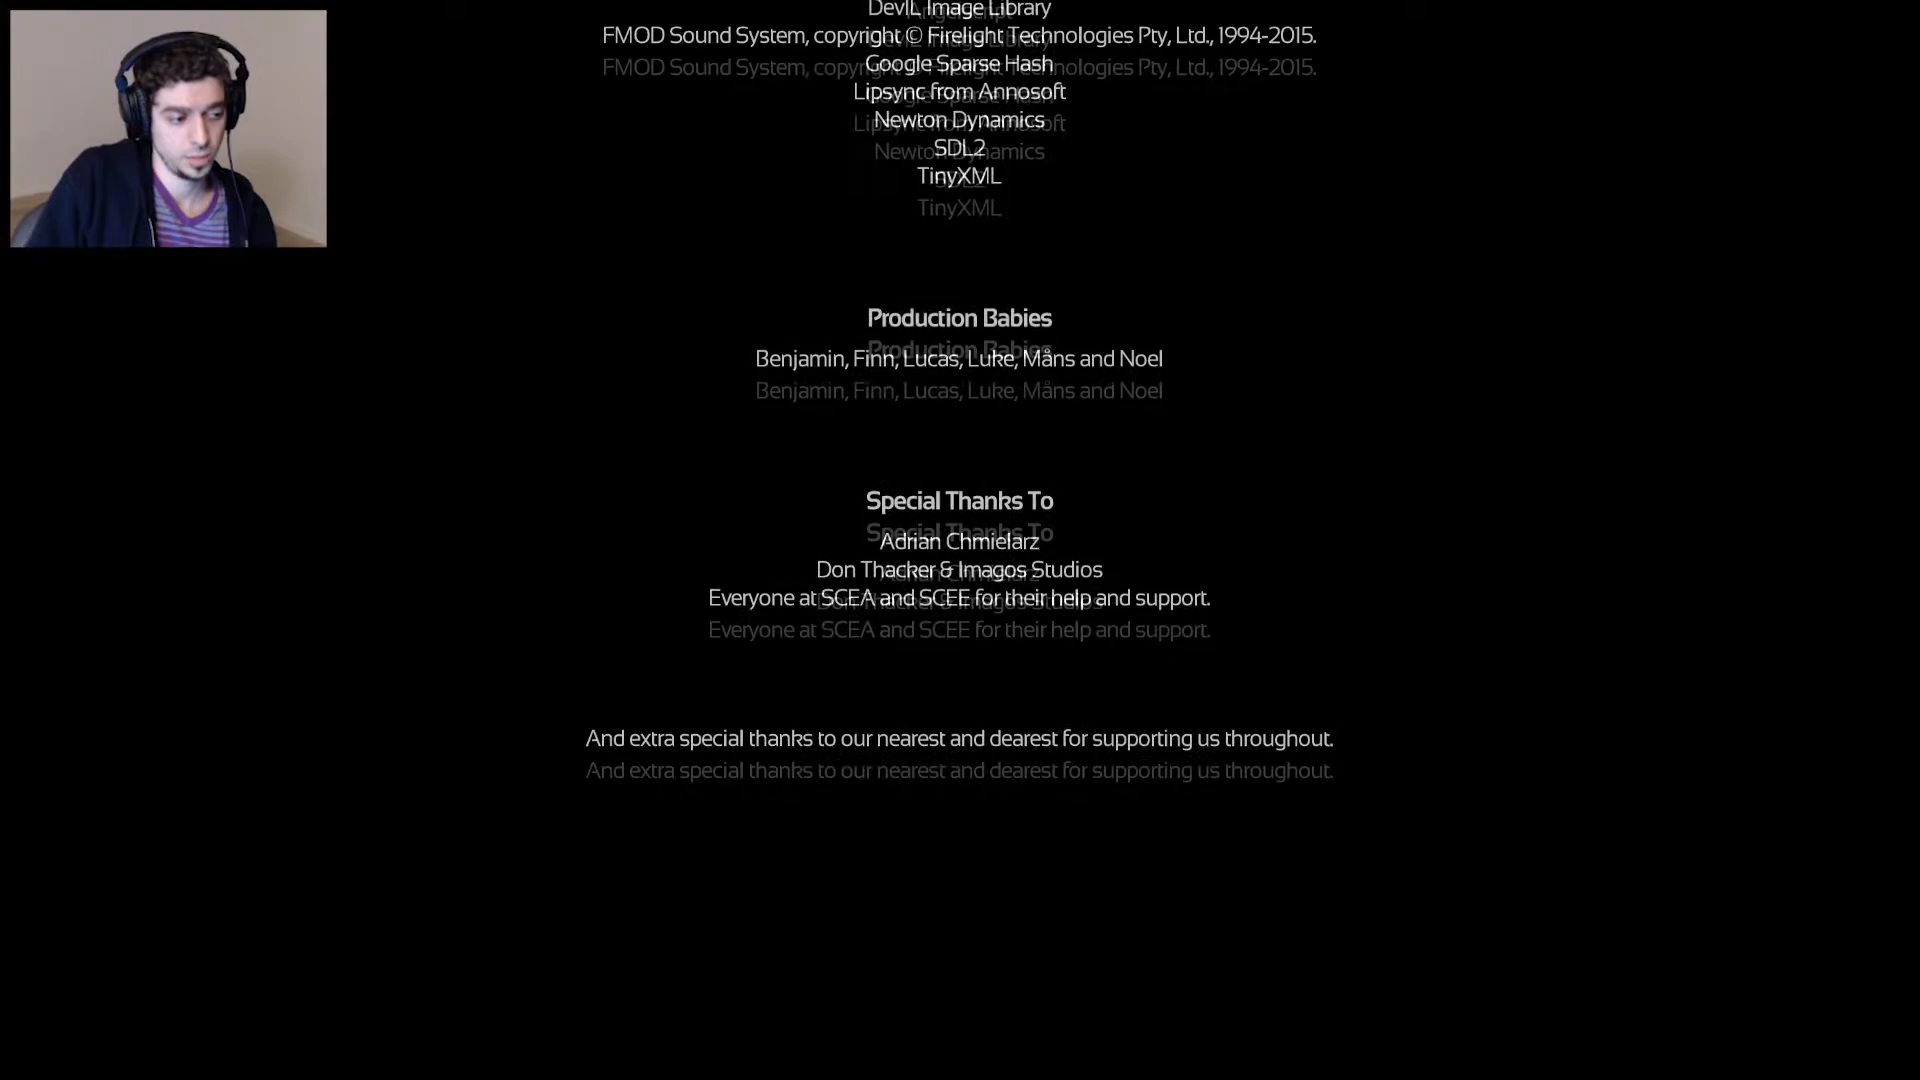 DevIL Image Library
FMOD Sound System, copyright © Firelight Technologies Pty, Ltd., 1994-2015.
Google Sparse Hash
Lipsync from Annosoft
Newton Dynamics
SDL2
TinyXML
Production Babies
Benjamin, Finn, Lucas, Luke, Måns and Noel
Special Thanks To
Adrian Chmielarz
Don Thacker & Imagos Studios
Everyone at SCEA and SCEE for their help and support.
And extra special thanks to our nearest and dearest for supporting us throughout.